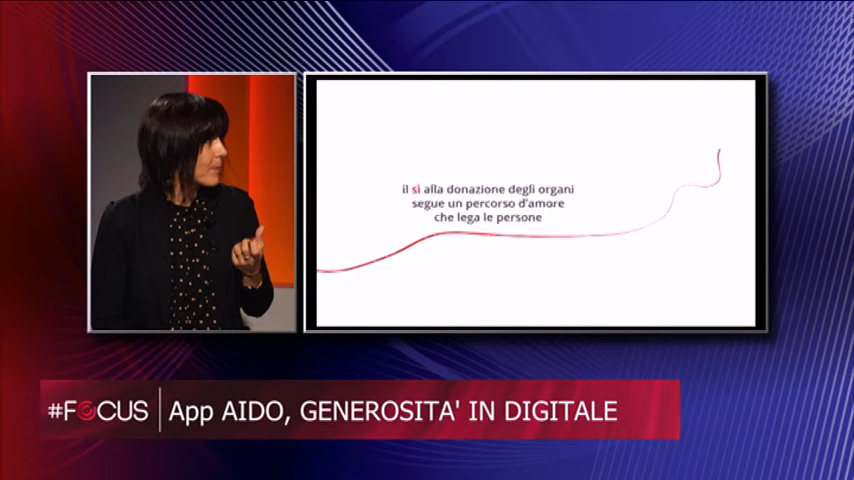 il sì alla donazione degli organi
segue un percorso d'amore
che lega le persone
#FOCUS App AIDO, GENEROSITA' IN DIGITALE